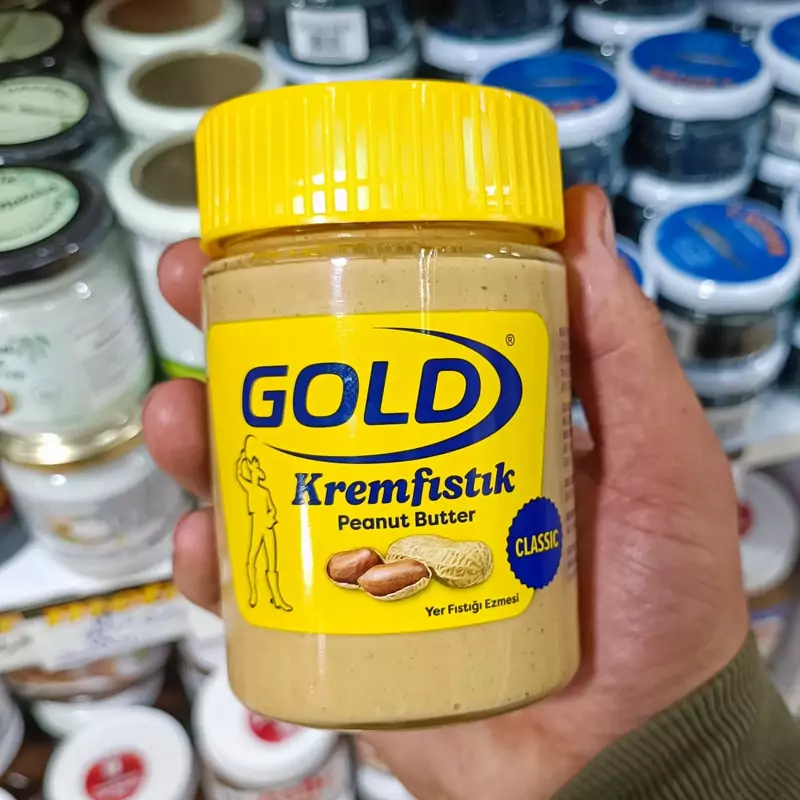 GOLD®
Kremfıstık
Peanut Butter
CLASSIC
Yer Fıstığı Ezmesi